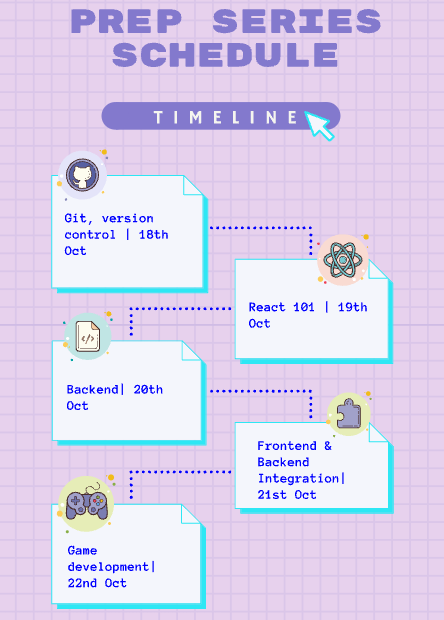 PREP SERIES
SCHEDULE
TIMELINE
Git, version
control | 18th
Oct
React 101 | 19th
Oct
</>
Backend| 20th
Oct
Frontend &
Backend
Integration|
21st Oct
Game
development|
22nd Oct